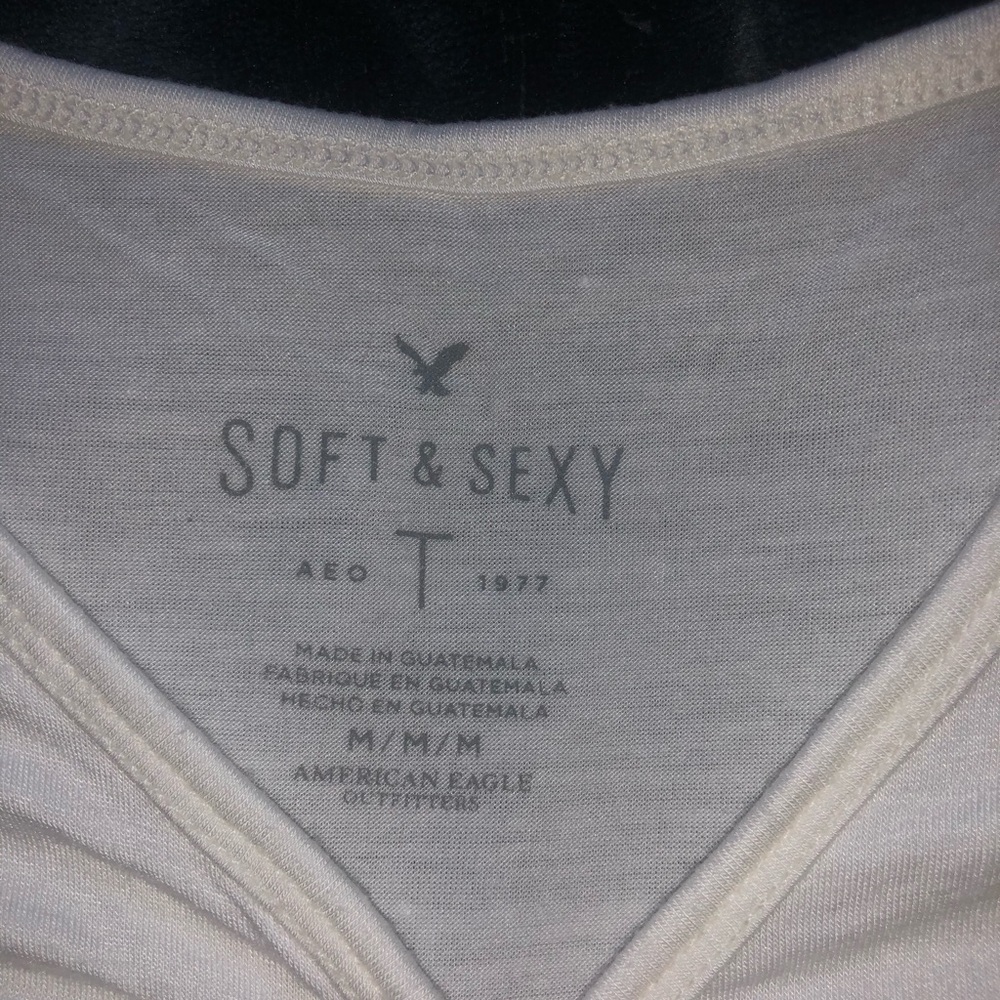 SOFT & SEXY
AEO T 1977
MADE IN GUATEMALA
FABRIQUE EN GUATEMALA
HECHO EN GUATEMALA
M/M/M
AMERICAN EAGLE
OUTFITTERS